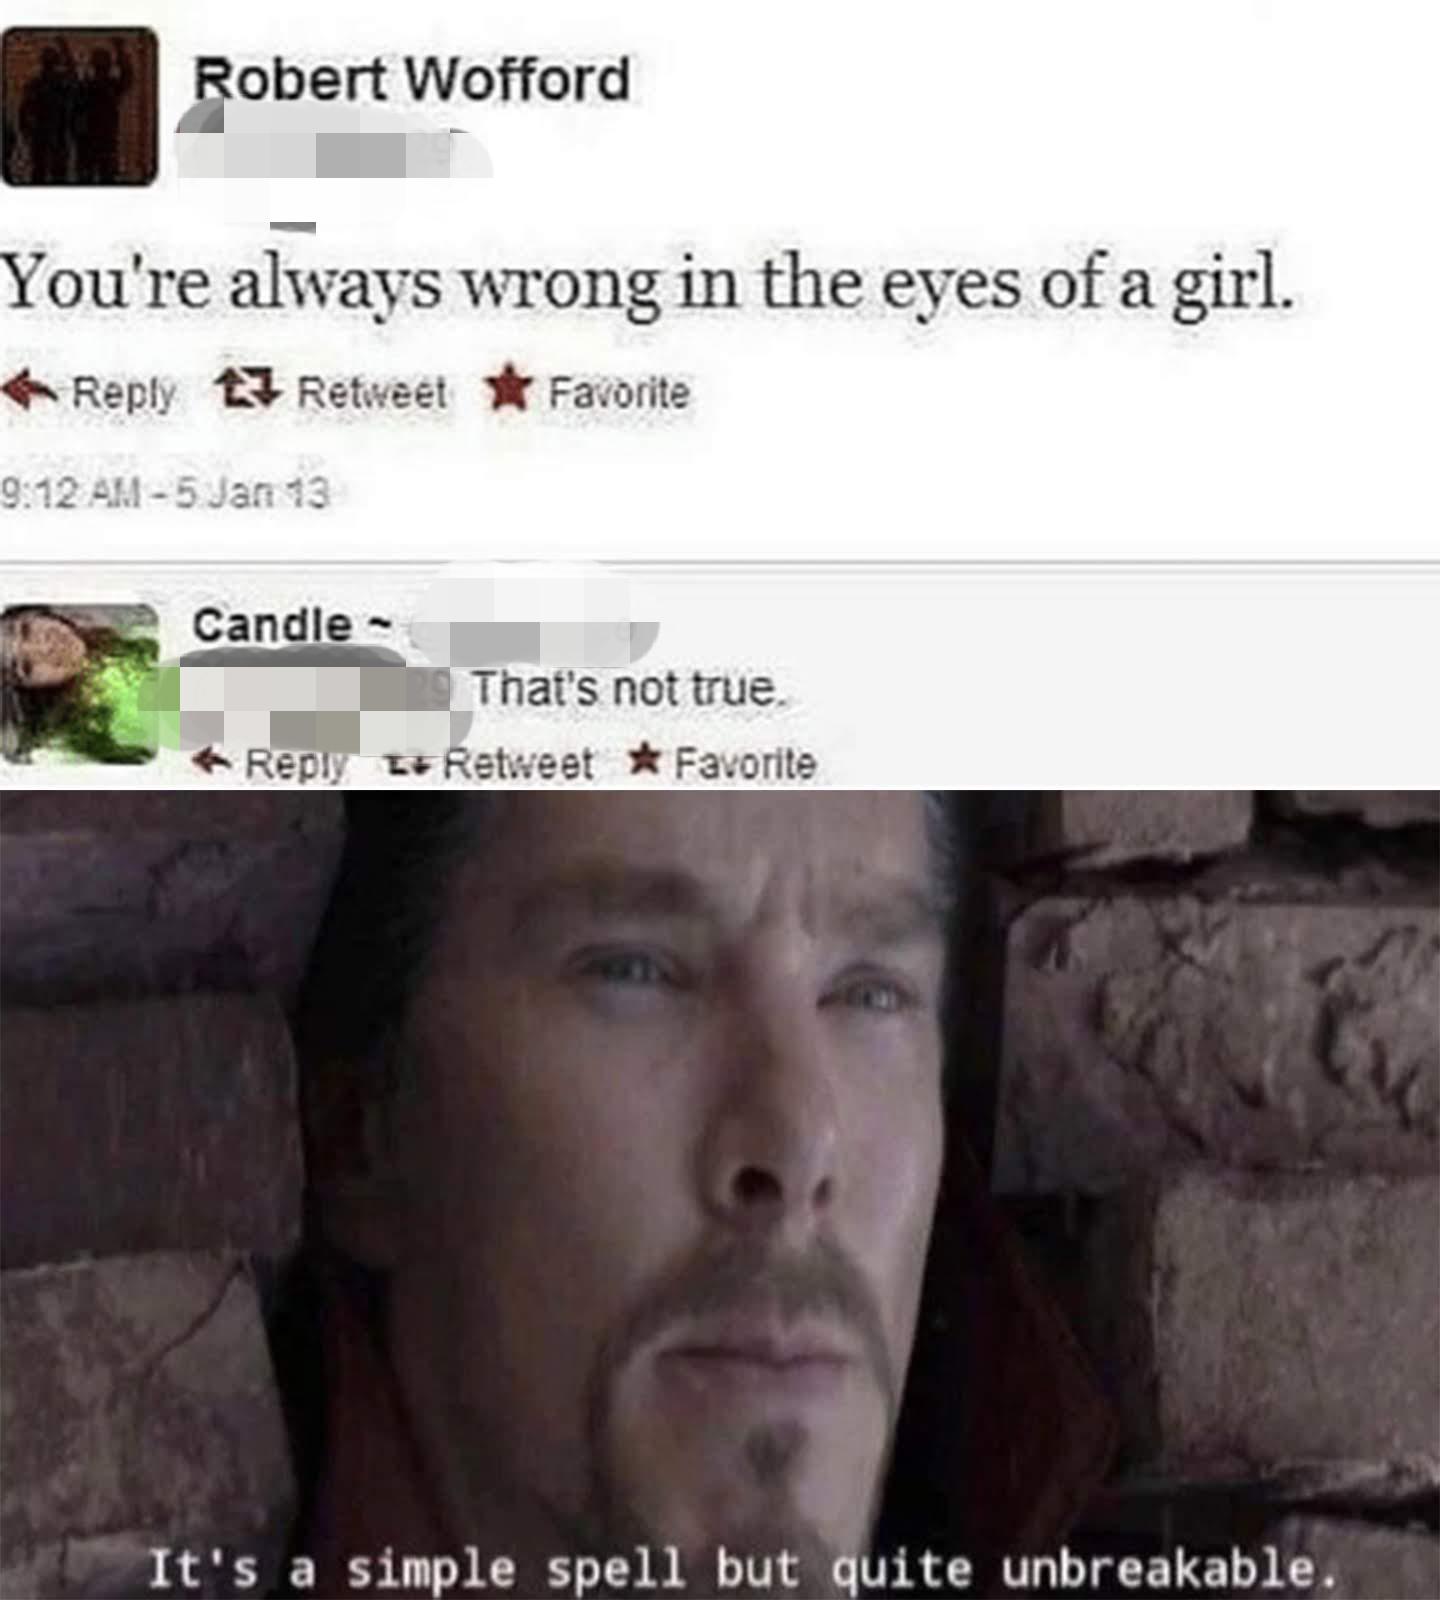 Robert Wofford
You're always wrong in the eyes of a girl.
Reply Retweet Favorite
9:12 AM - 5 Jan 13
Candle ~
That's not true.
Reply Retweet Favorite
It's a simple spell but quite unbreakable.